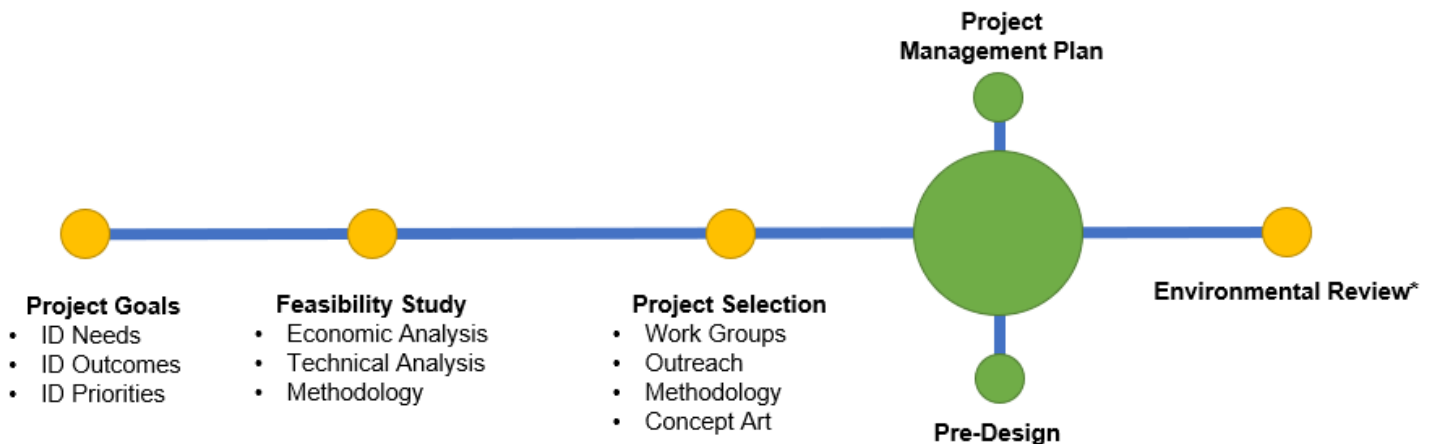 Project
Management Plan
Project Goals
• ID Needs
• ID Outcomes
• ID Priorities
Feasibility Study
• Economic Analysis
• Technical Analysis
• Methodology
Project Selection
• Work Groups
• Outreach
• Methodology
• Concept Art
Pre-Design
Environmental Review*